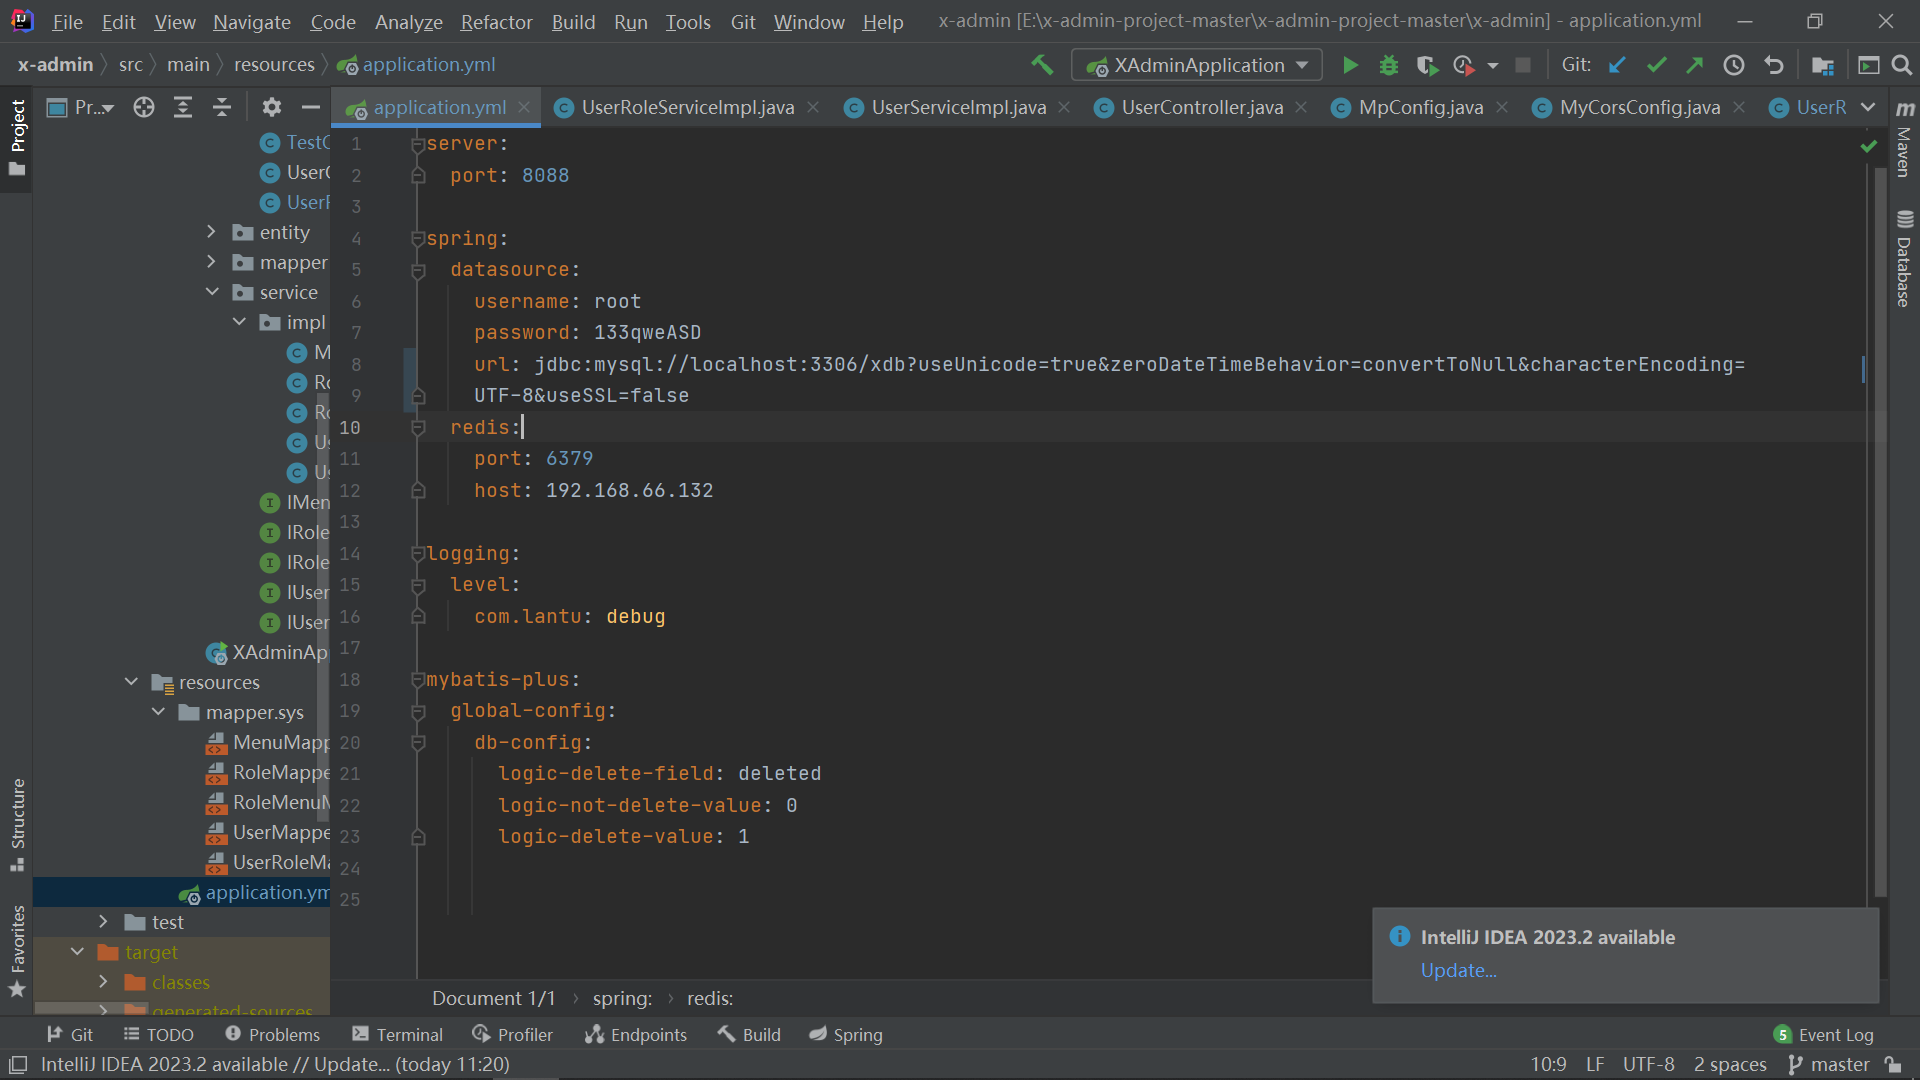 File Edit View Navigate Code Analyze Refactor Build Run Tools Git Window Help x-admin [E:\x-admin-project-master\x-admin-project-master\x-admin] - application.yml
x-admin src main resources application.yml XAdminApplication Git:
Project
Pr... application.yml UserRoleServiceImpl.java UserServiceImpl.java UserController.java MpConfig.java MyCorsConfig.java UserR
Maven
Database
TestC
UserC
UserF
entity
mapper
service
impl
M
Ro
Ro
Us
Us
IMen
IRole
IRole
IUser
IUser
XAdminAp
resources
mapper.sys
MenuMapp
RoleMappe
RoleMenuM
UserMappe
UserRoleMa
application.ym
test
target
classes
generated-sources
Structure
Favorites
1 server:
2 port: 8088
3
4 spring:
5 datasource:
6 username: root
7 password: 133qweASD
8 url: jdbc:mysql://localhost:3306/xdb?useUnicode=true&zeroDateTimeBehavior=convertToNull&characterEncoding=
9 UTF-8&useSSL=false
10 redis:
11 port: 6379
12 host: 192.168.66.132
13
14 logging:
15 level:
16 com.lantu: debug
17
18 mybatis-plus:
19 global-config:
20 db-config:
21 logic-delete-field: deleted
22 logic-not-delete-value: 0
23 logic-delete-value: 1
24
25
IntelliJ IDEA 2023.2 available
Update...
Document 1/1 spring: redis:
Git TODO Problems Terminal Profiler Endpoints Build Spring 5 Event Log
IntelliJ IDEA 2023.2 available // Update... (today 11:20) 10:9 LF UTF-8 2 spaces master